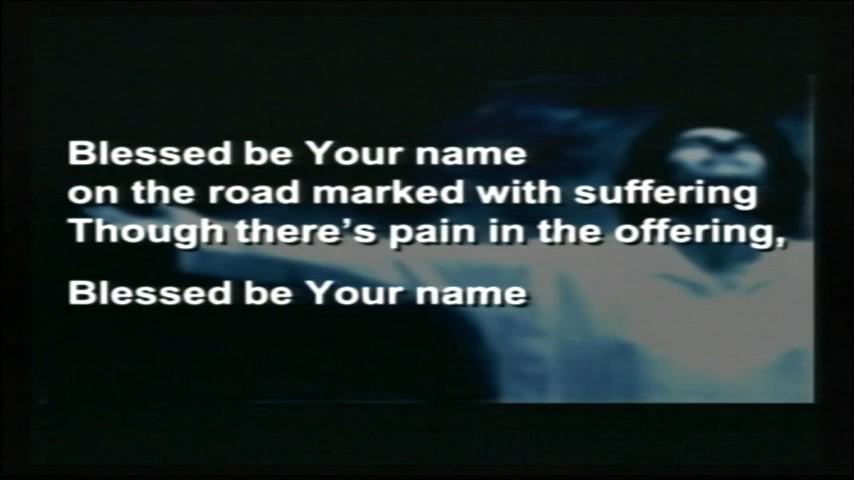 Blessed be Your name
on the road marked with suffering
Though there's pain in the offering,
Blessed be Your name